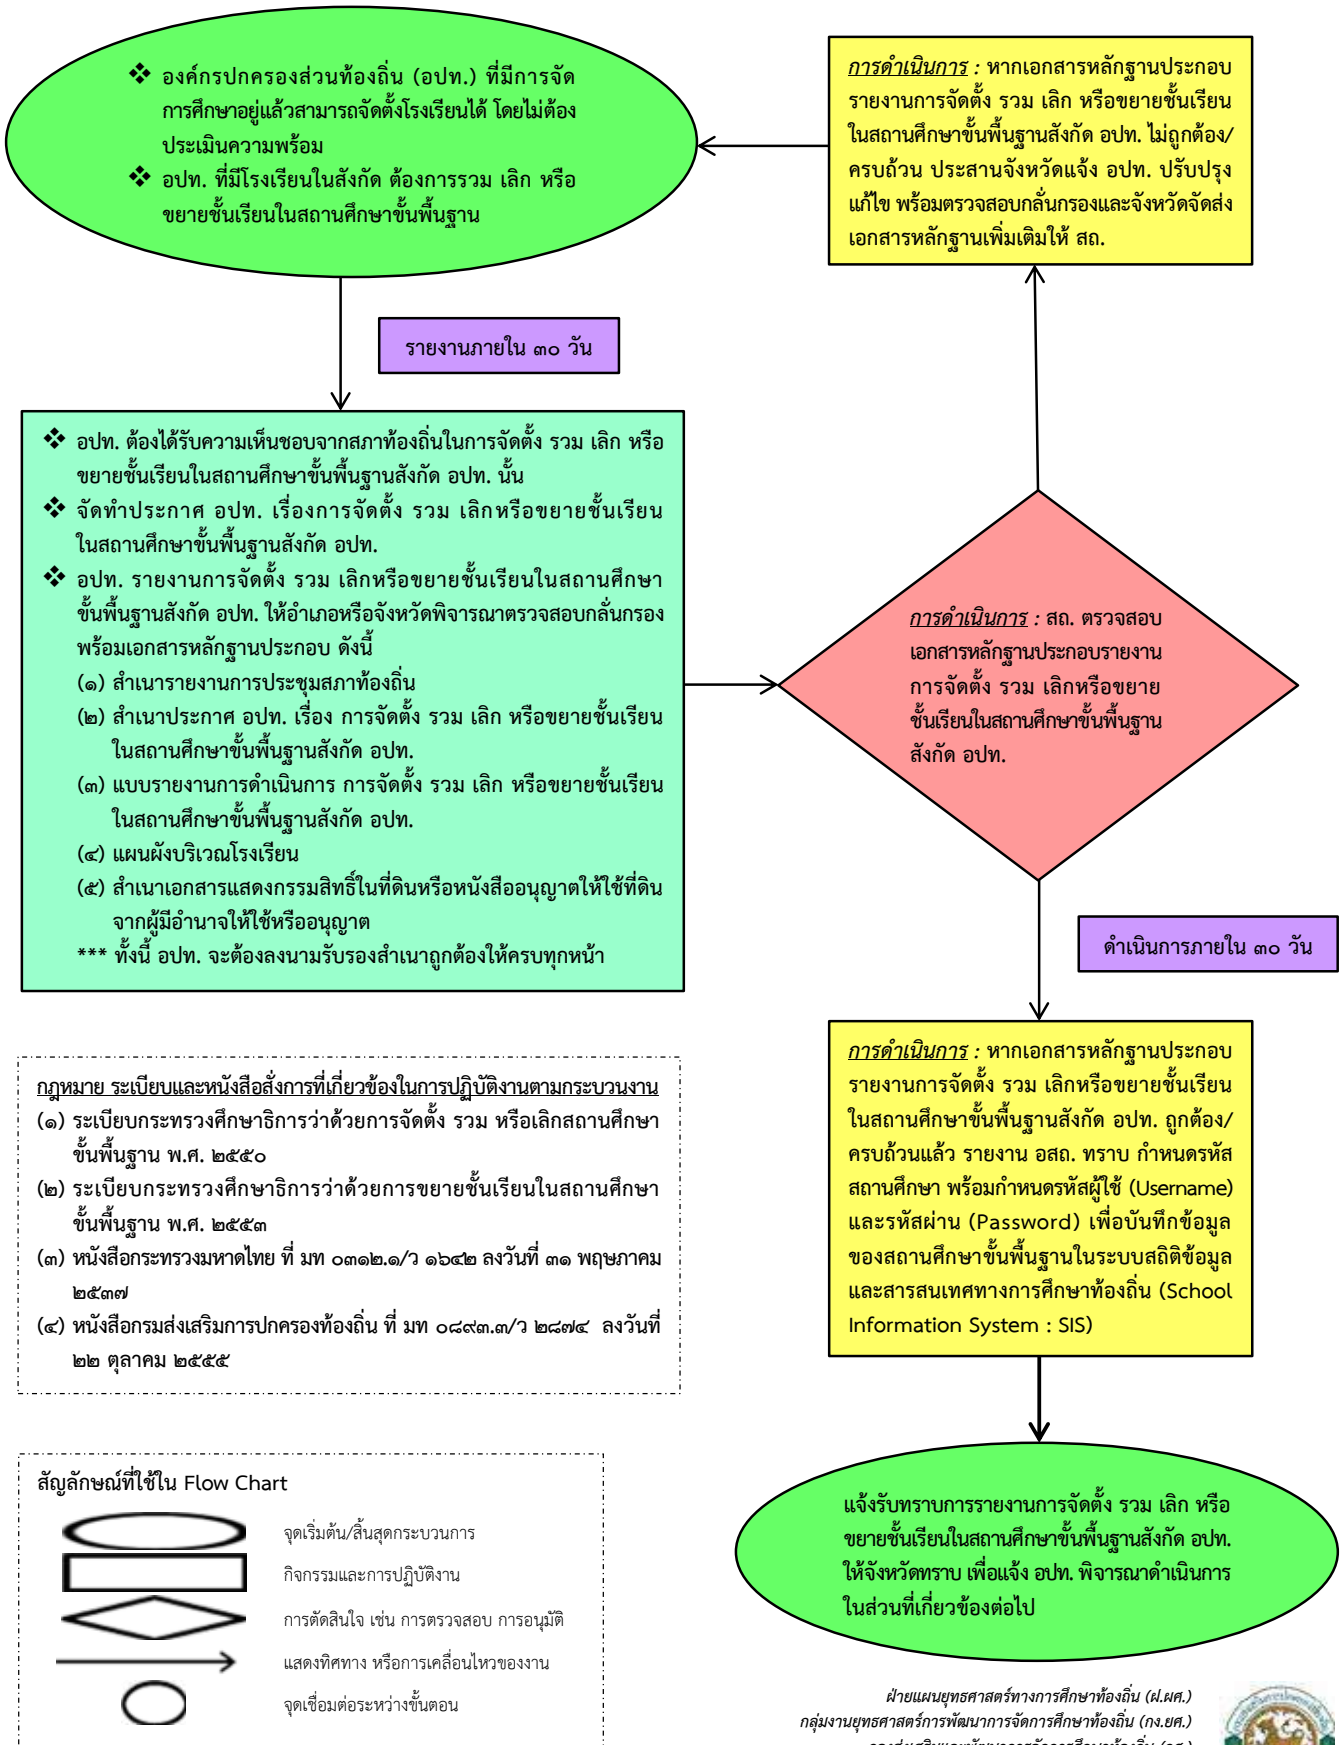 ❖ องค์กรปกครองส่วนท้องถิ่น (อปท.) ที่มีการจัด
การศึกษาอยู่แล้วสามารถจัดตั้งโรงเรียนได้ โดยไม่ต้อง
ประเมินความพร้อม
❖ อปท. ที่มีโรงเรียนในสังกัด ต้องการรวม เลิก หรือ
ขยายชั้นเรียนในสถานศึกษาขั้นพื้นฐาน
การดำเนินการ : หากเอกสารหลักฐานประกอบ
รายงานการจัดตั้ง รวม เลิก หรือขยายชั้นเรียน
ในสถานศึกษาขั้นพื้นฐานสังกัด อปท. ไม่ถูกต้อง/
ครบถ้วน ประสานจังหวัดแจ้ง อปท. ปรับปรุง
แก้ไข พร้อมตรวจสอบกลั่นกรองและจังหวัดจัดส่ง
เอกสารหลักฐานเพิ่มเติมให้ สถ.
รายงานภายใน ๓๐ วัน
❖ อปท. ต้องได้รับความเห็นชอบจากสภาท้องถิ่นในการจัดตั้ง รวม เลิก หรือ
ขยายชั้นเรียนในสถานศึกษาขั้นพื้นฐานสังกัด อปท. นั้น
❖ จัดทำประกาศ อปท. เรื่องการจัดตั้ง รวม เลิกหรือขยายชั้นเรียน
ในสถานศึกษาขั้นพื้นฐานสังกัด อปท.
❖ อปท. รายงานการจัดตั้ง รวม เลิกหรือขยายชั้นเรียนในสถานศึกษา
ขั้นพื้นฐานสังกัด อปท. ให้อำเภอหรือจังหวัดพิจารณาตรวจสอบกลั่นกรอง
พร้อมเอกสารหลักฐานประกอบ ดังนี้
(๑) สำเนารายงานการประชุมสภาท้องถิ่น
(๒) สำเนาประกาศ อปท. เรื่อง การจัดตั้ง รวม เลิก หรือขยายชั้นเรียน
ในสถานศึกษาขั้นพื้นฐานสังกัด อปท.
(๓) แบบรายงานการดำเนินการ การจัดตั้ง รวม เลิก หรือขยายชั้นเรียน
ในสถานศึกษาขั้นพื้นฐานสังกัด อปท.
(๔) แผนผังบริเวณโรงเรียน
(๕) สำเนาเอกสารแสดงกรรมสิทธิ์ในที่ดินหรือหนังสืออนุญาตให้ใช้ที่ดิน
จากผู้มีอำนาจให้ใช้หรืออนุญาต
*** ทั้งนี้ อปท. จะต้องลงนามรับรองสำเนาถูกต้องให้ครบทุกหน้า
การดำเนินการ : สถ. ตรวจสอบ
เอกสารหลักฐานประกอบรายงาน
การจัดตั้ง รวม เลิกหรือขยาย
ชั้นเรียนในสถานศึกษาขั้นพื้นฐาน
สังกัด อปท.
ดำเนินการภายใน ๓๐ วัน
การดำเนินการ : หากเอกสารหลักฐานประกอบ
รายงานการจัดตั้ง รวม เลิกหรือขยายชั้นเรียน
ในสถานศึกษาขั้นพื้นฐานสังกัด อปท. ถูกต้อง/
ครบถ้วนแล้ว รายงาน อสถ. ทราบ กำหนดรหัส
สถานศึกษา พร้อมกำหนดรหัสผู้ใช้ (Username)
และรหัสผ่าน (Password) เพื่อบันทึกข้อมูล
ของสถานศึกษาขั้นพื้นฐานในระบบสถิติข้อมูล
และสารสนเทศทางการศึกษาท้องถิ่น (School
Information System : SIS)
กฎหมาย ระเบียบและหนังสือสั่งการที่เกี่ยวข้องในการปฏิบัติงานตามกระบวนงาน
(๑) ระเบียบกระทรวงศึกษาธิการว่าด้วยการจัดตั้ง รวม หรือเลิกสถานศึกษา
ขั้นพื้นฐาน พ.ศ. ๒๕๕๐
(๒) ระเบียบกระทรวงศึกษาธิการว่าด้วยการขยายชั้นเรียนในสถานศึกษา
ขั้นพื้นฐาน พ.ศ. ๒๕๕๓
(๓) หนังสือกระทรวงมหาดไทย ที่ มท ๐๓๑๒.๑/ว ๑๖๔๒ ลงวันที่ ๓๑ พฤษภาคม
๒๕๓๗
(๔) หนังสือกรมส่งเสริมการปกครองท้องถิ่น ที่ มท ๐๘๙๓.๓/ว ๒๘๗๔ ลงวันที่
๒๒ ตุลาคม ๒๕๕๕
สัญลักษณ์ที่ใช้ใน Flow Chart
จุดเริ่มต้น/สิ้นสุดกระบวนการ
กิจกรรมและการปฏิบัติงาน
การตัดสินใจ เช่น การตรวจสอบ การอนุมัติ
แสดงทิศทาง หรือการเคลื่อนไหวของงาน
จุดเชื่อมต่อระหว่างขั้นตอน
แจ้งรับทราบการรายงานการจัดตั้ง รวม เลิก หรือ
ขยายชั้นเรียนในสถานศึกษาขั้นพื้นฐานสังกัด อปท.
ให้จังหวัดทราบ เพื่อแจ้ง อปท. พิจารณาดำเนินการ
ในส่วนที่เกี่ยวข้องต่อไป
ฝ่ายแผนยุทธศาสตร์ทางการศึกษาท้องถิ่น (ฝ.ผศ.)
กลุ่มงานยุทธศาสตร์การพัฒนาการจัดการศึกษาท้องถิ่น (กง.ยศ.)